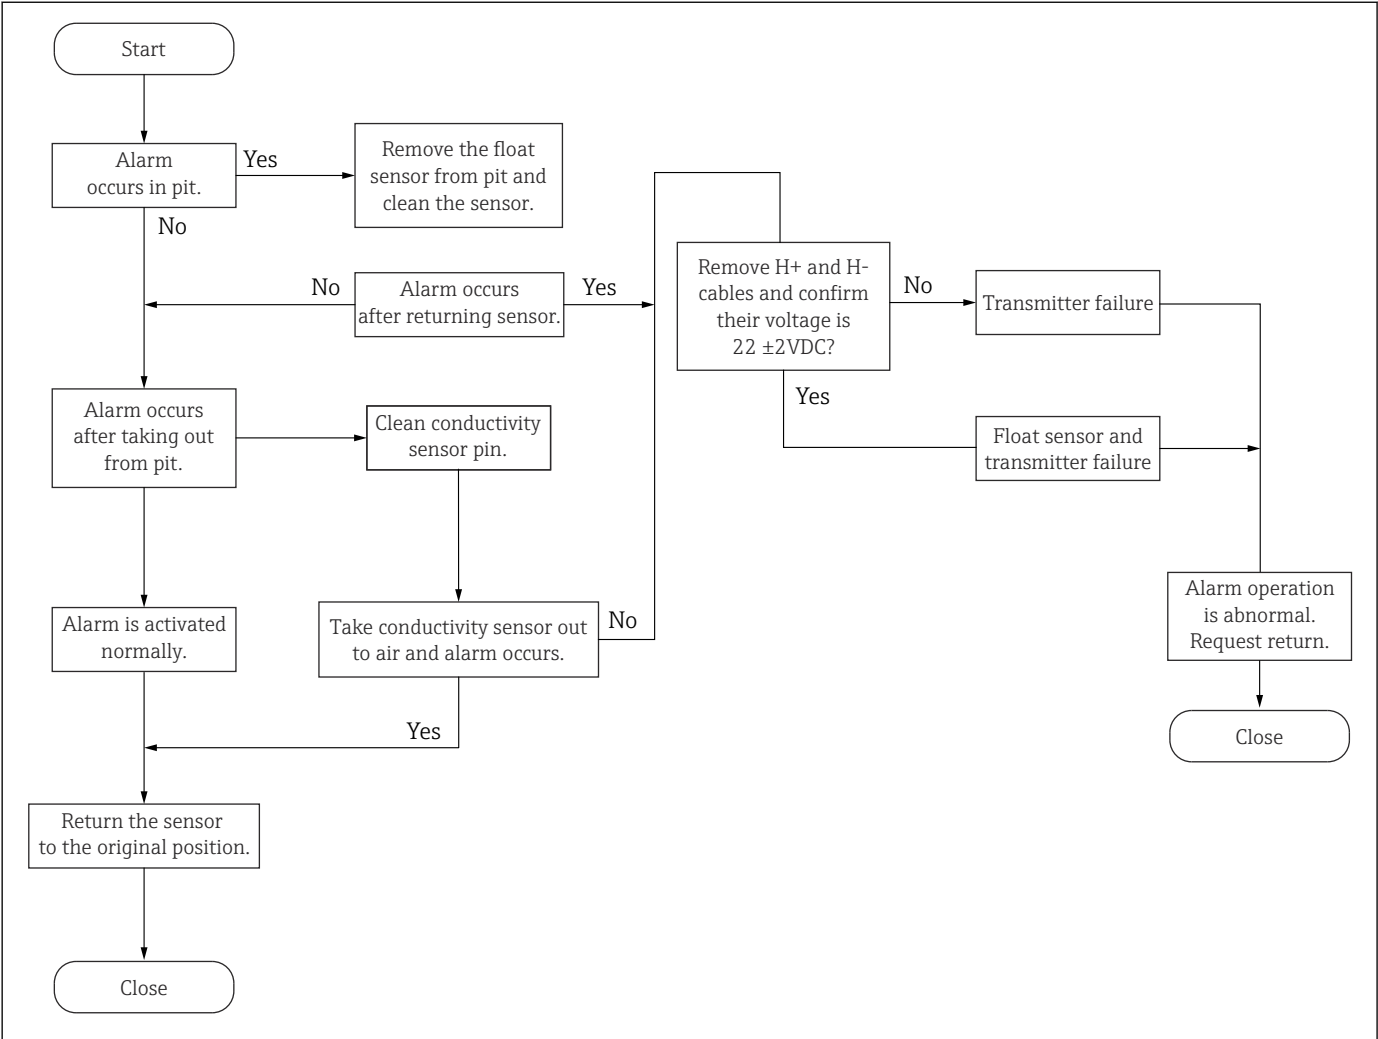 Start
Alarm
occurs in pit.
Yes
Remove the float
sensor from pit and
clean the sensor.
No
No
Alarm occurs
after returning sensor.
Yes
Remove H+ and H-
cables and confirm
their voltage is
22 ±2VDC?
No
Transmitter failure
Yes
Alarm occurs
after taking out
from pit.
Clean conductivity
sensor pin.
Float sensor and
transmitter failure
Alarm is activated
normally.
Take conductivity sensor out
to air and alarm occurs.
No
Alarm operation
is abnormal.
Request return.
Yes
Close
Return the sensor
to the original position.
Close